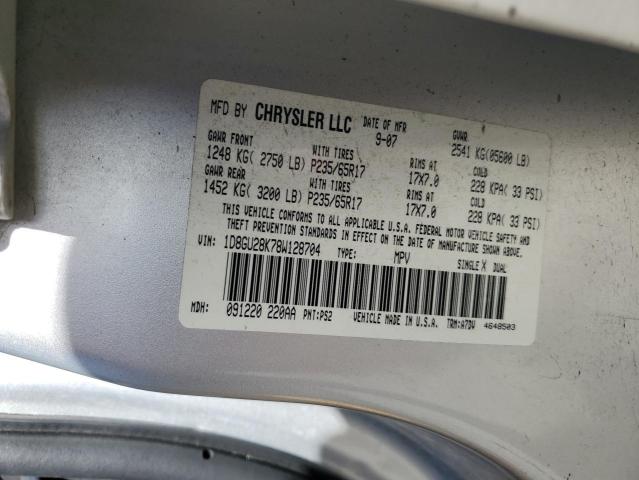 MFD BY CHRYSLER LLC DATE OF MFR 9-07 GVWR 2541 KG(05600 LB)
GAWR FRONT WITH TIRES RIMS AT COLD
1248 KG( 2750 LB) P235/65R17 17X7.0 228 KPA( 33 PSI)
GAWR REAR WITH TIRES RIMS AT COLD
1452 KG( 3200 LB) P235/65R17 17X7.0 228 KPA( 33 PSI)
THIS VEHICLE CONFORMS TO ALL APPLICABLE U.S.A. FEDERAL MOTOR VEHICLE SAFETY AND
THEFT PREVENTION STANDARDS IN EFFECT ON THE DATE OF MANUFACTURE SHOWN ABOVE.
VIN: 1D8GU28K78W128704 TYPE: MPV SINGLE X DUAL
MDH: 091220 220AA PNT:PS2 VEHICLE MADE IN U.S.A. TRM:A7DV 4648503